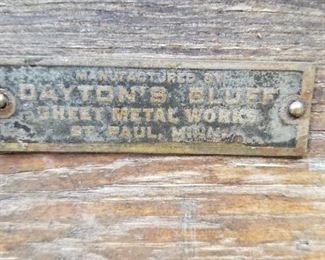 MANUFACTURED BY
DAYTON'S BLUFF
SHEET METAL WORKS
ST. PAUL, MINN.